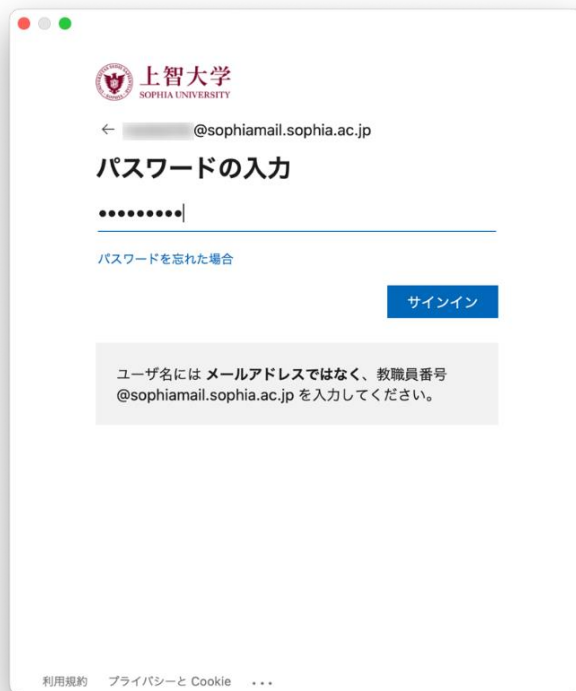 上智大学
SOPHIA UNIVERSITY
← @sophiamail.sophia.ac.jp
パスワードの入力
•••••••••
パスワードを忘れた場合
サインイン
ユーザ名には メールアドレスではなく、教職員番号
@sophiamail.sophia.ac.jp を入力してください。
利用規約 プライバシーと Cookie ...